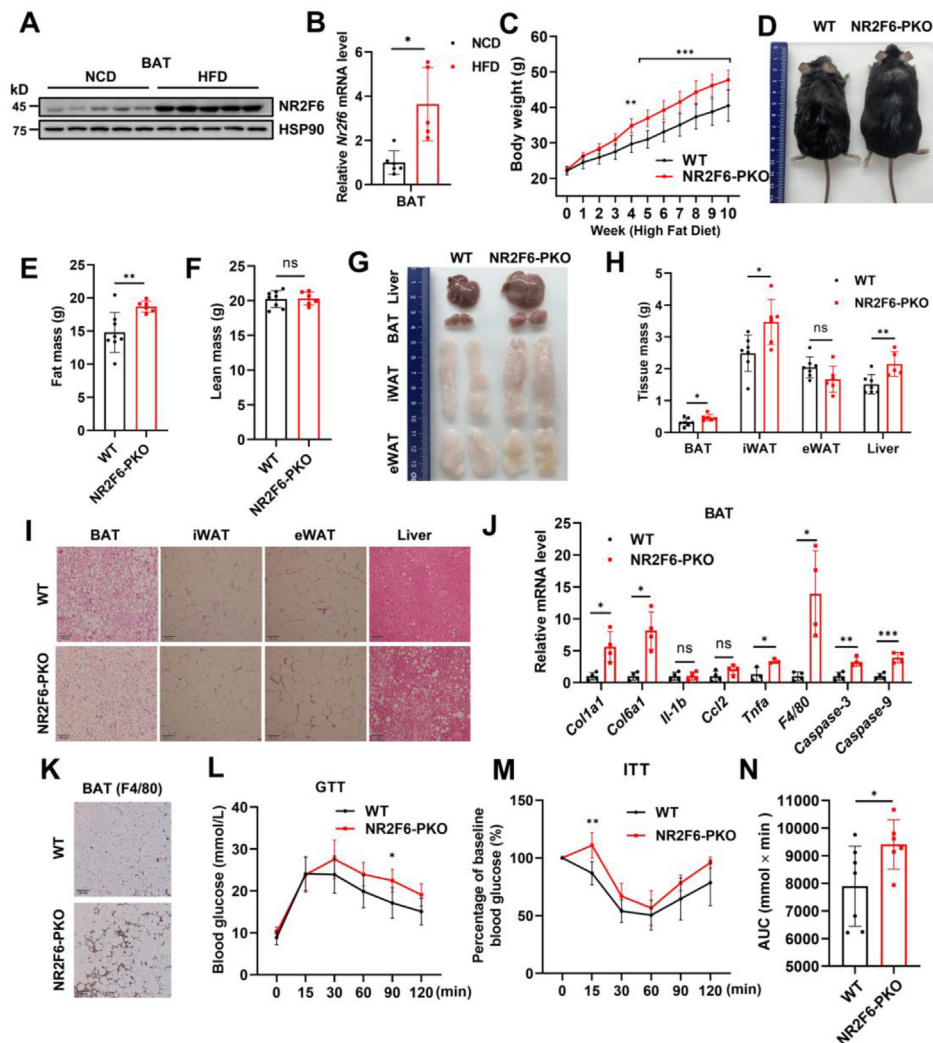 A
BAT
NCD HFD
kD
45 NR2F6
75 HSP90
B
Relative Nr2f6 mRNA level
*
NCD
HFD
6
4
2
0
BAT
C
Body weight (g)
60
50
40
30
20
**
***
WT
NR2F6-PKO
0 1 2 3 4 5 6 7 8 9 10
Week (High Fat Diet)
D
WT NR2F6-PKO
E
Fat mass (g)
25
20
15
10
5
0
**
WT
NR2F6-PKO
F
Lean mass (g)
25
20
15
10
5
0
ns
WT
NR2F6-PKO
G
WT NR2F6-PKO
Liver
BAT
iWAT
eWAT
H
Tissue mass (g)
WT
NR2F6-PKO
5
4
3
2
1
0
*
*
ns
**
BAT iWAT eWAT Liver
I
BAT iWAT eWAT Liver
WT
NR2F6-PKO
J
BAT
Relative mRNA level
WT
NR2F6-PKO
25
20
15
10
5
0
*
*
ns
ns
*
*
**
***
Col1a1 Col6a1 Il-1b Ccl2 Tnfa F4/80 Caspase-3 Caspase-9
K
BAT (F4/80)
WT
NR2F6-PKO
L
GTT
Blood glucose (mmol/L)
WT
NR2F6-PKO
40
30
20
10
0
*
0 15 30 60 90 120 (min)
M
ITT
Percentage of baseline
blood glucose (%)
WT
NR2F6-PKO
150
100
50
0
**
0 15 30 60 90 120 (min)
N
AUC (mmol × min)
11000
10000
9000
8000
7000
6000
5000
*
WT
NR2F6-PKO